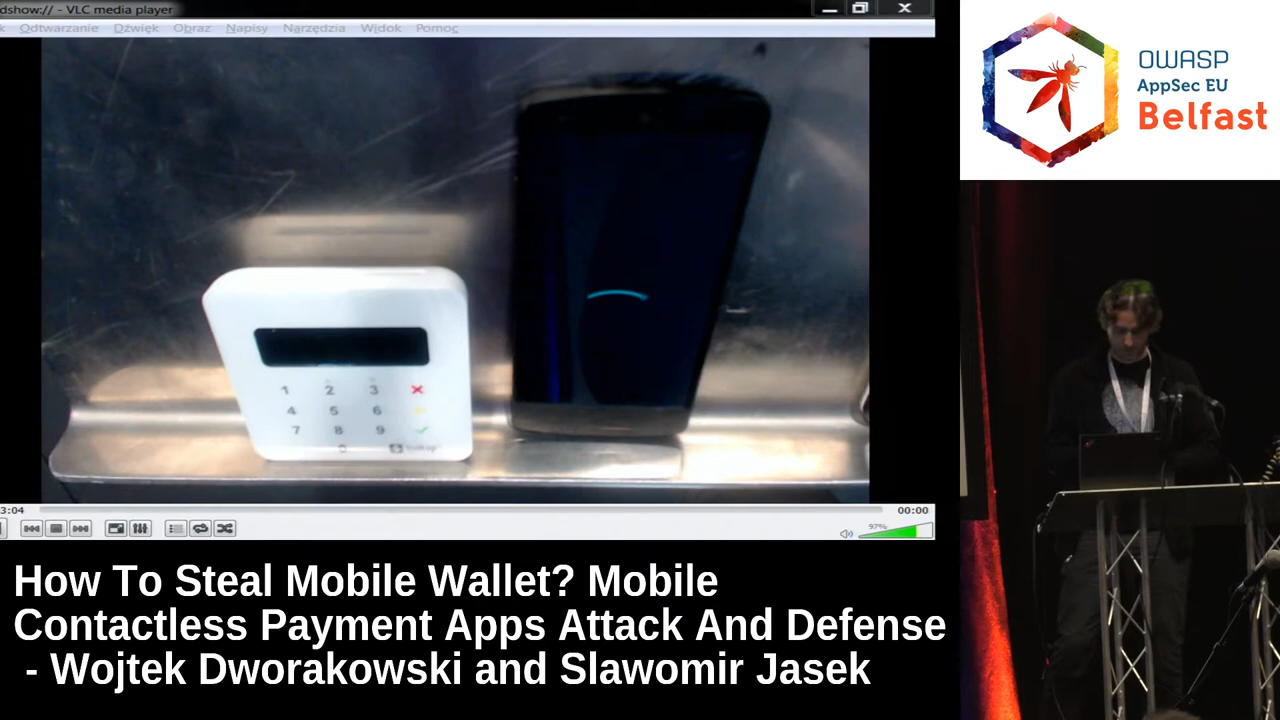 dshow:// - VLC media player
Odtwarzanie Dźwięk Obraz Napisy Narzędzia Widok Pomoc
OWASP
AppSec EU
Belfast
1 2 3
4 5 6
7 8 9
0
3:04
00:00
97%
How To Steal Mobile Wallet? Mobile
Contactless Payment Apps Attack And Defense
- Wojtek Dworakowski and Slawomir Jasek